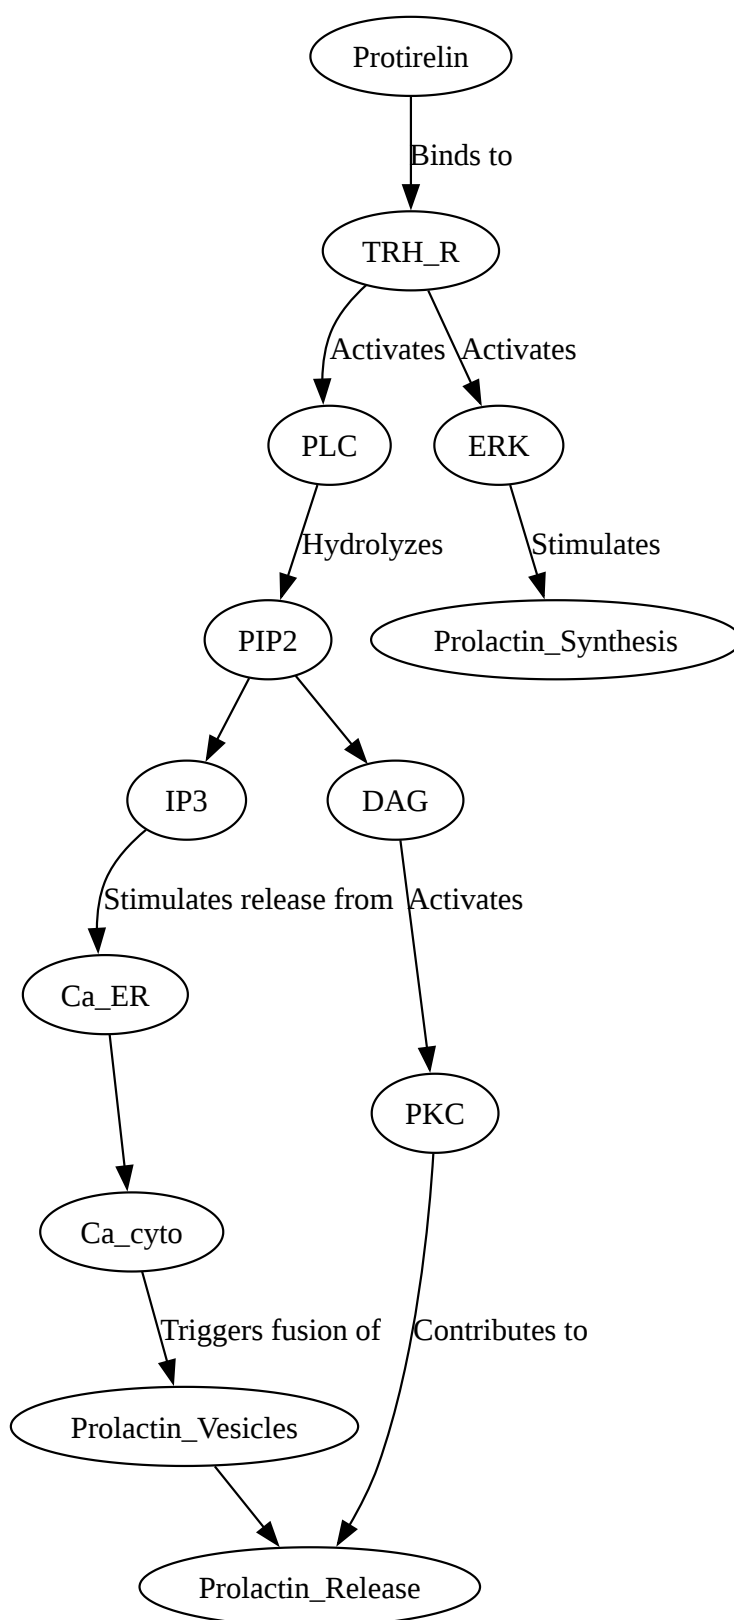 Protirelin
Binds to
TRH_R
Activates
Activates
PLC
ERK
Hydrolyzes
Stimulates
PIP2
Prolactin_Synthesis
IP3
DAG
Stimulates release from
Activates
Ca_ER
PKC
Ca_cyto
Triggers fusion of
Contributes to
Prolactin_Vesicles
Prolactin_Release